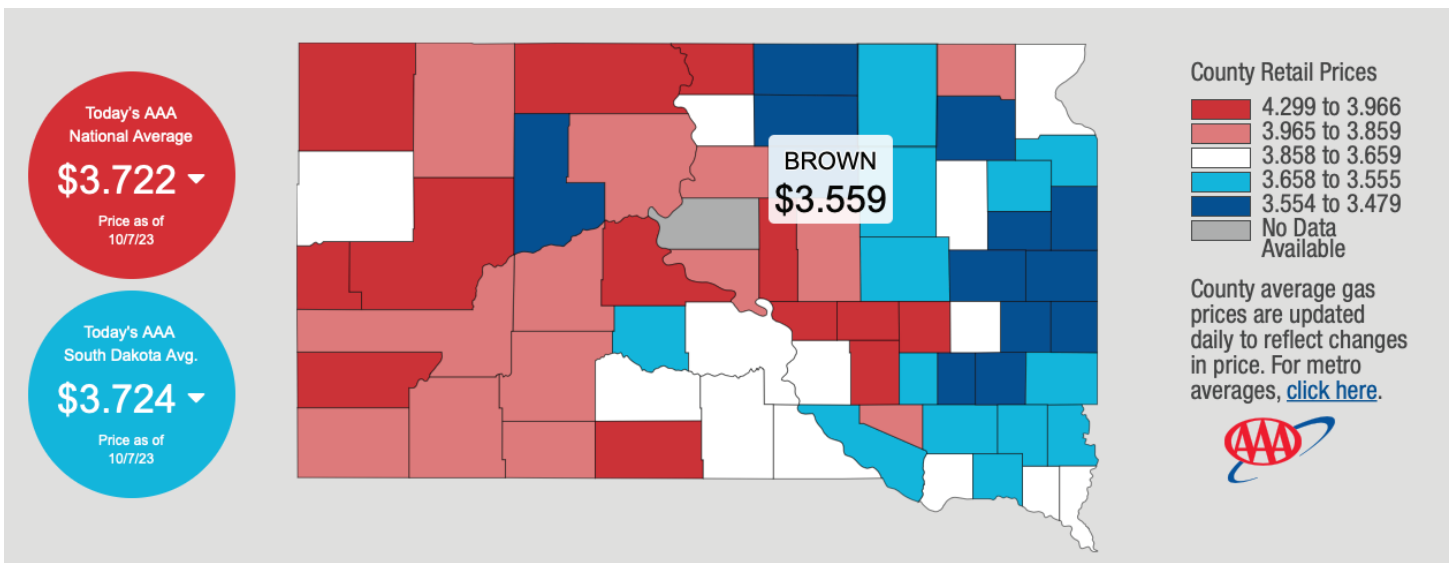 Today's AAA
National Average
$3.722
Price as of
10/7/23
Today's AAA
South Dakota Avg.
$3.724
Price as of
10/7/23
BROWN
$3.559
County Retail Prices
4.299 to 3.966
3.965 to 3.859
3.858 to 3.659
3.658 to 3.555
3.554 to 3.479
No Data
Available
County average gas
prices are updated
daily to reflect changes
in price. For metro
averages, click here.
AAA